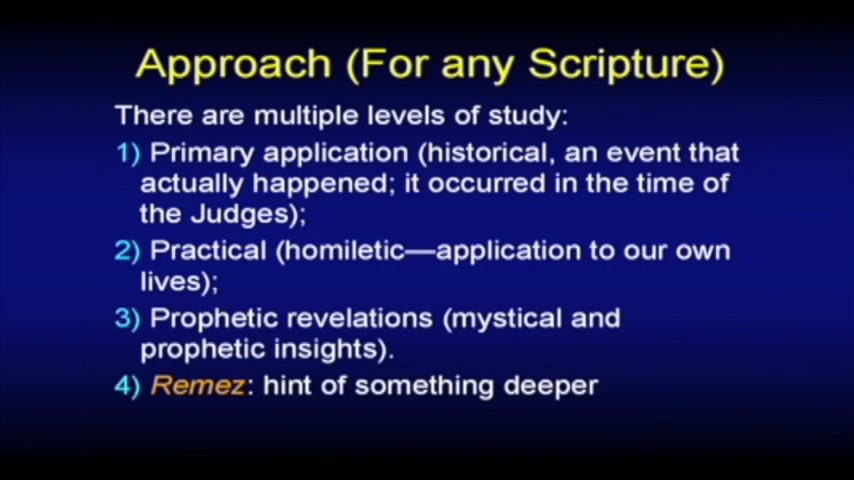 Approach (For any Scripture)
There are multiple levels of study:
1) Primary application (historical, an event that
actually happened; it occurred in the time of
the Judges);
2) Practical (homiletic—application to our own
lives);
3) Prophetic revelations (mystical and
prophetic insights).
4) Remez: hint of something deeper